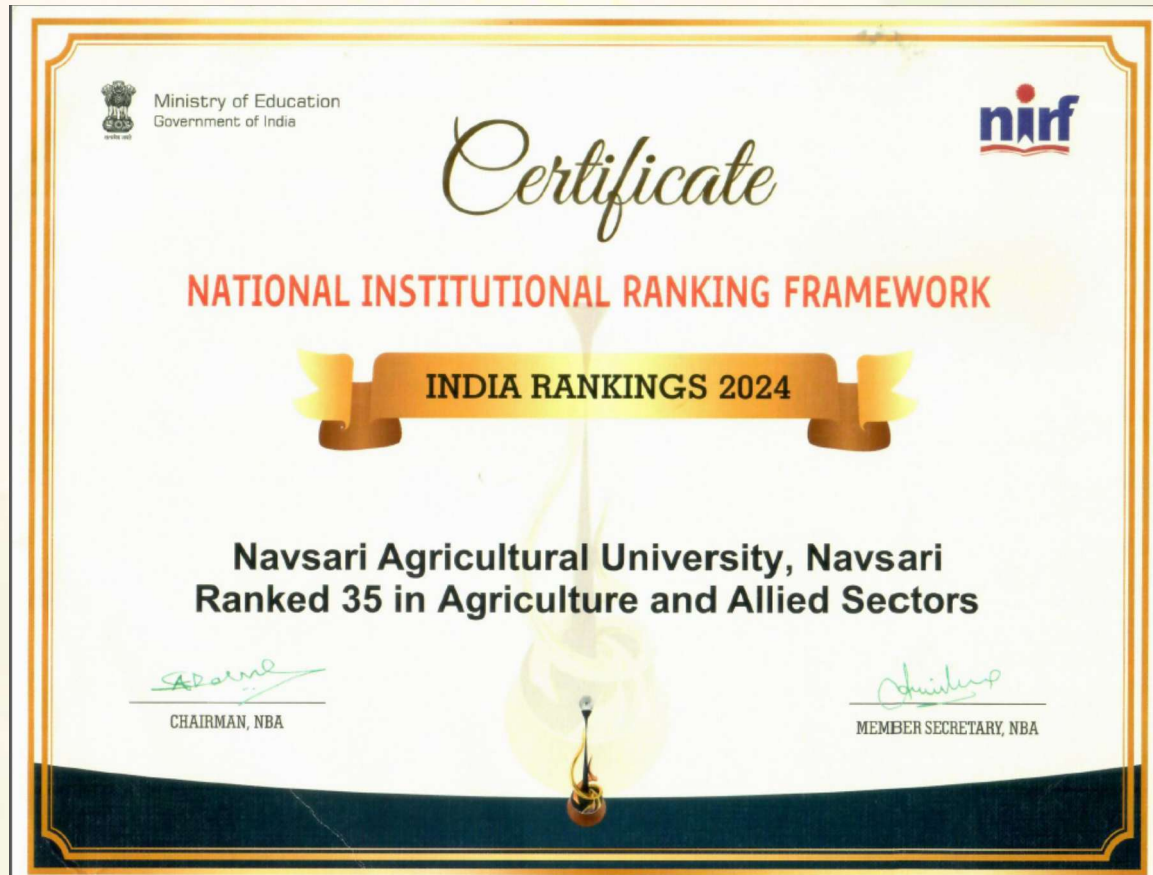 Ministry of Education
Government of India
nirf
Certificate
NATIONAL INSTITUTIONAL RANKING FRAMEWORK
INDIA RANKINGS 2024
Navsari Agricultural University, Navsari
Ranked 35 in Agriculture and Allied Sectors
CHAIRMAN, NBA
MEMBER SECRETARY, NBA